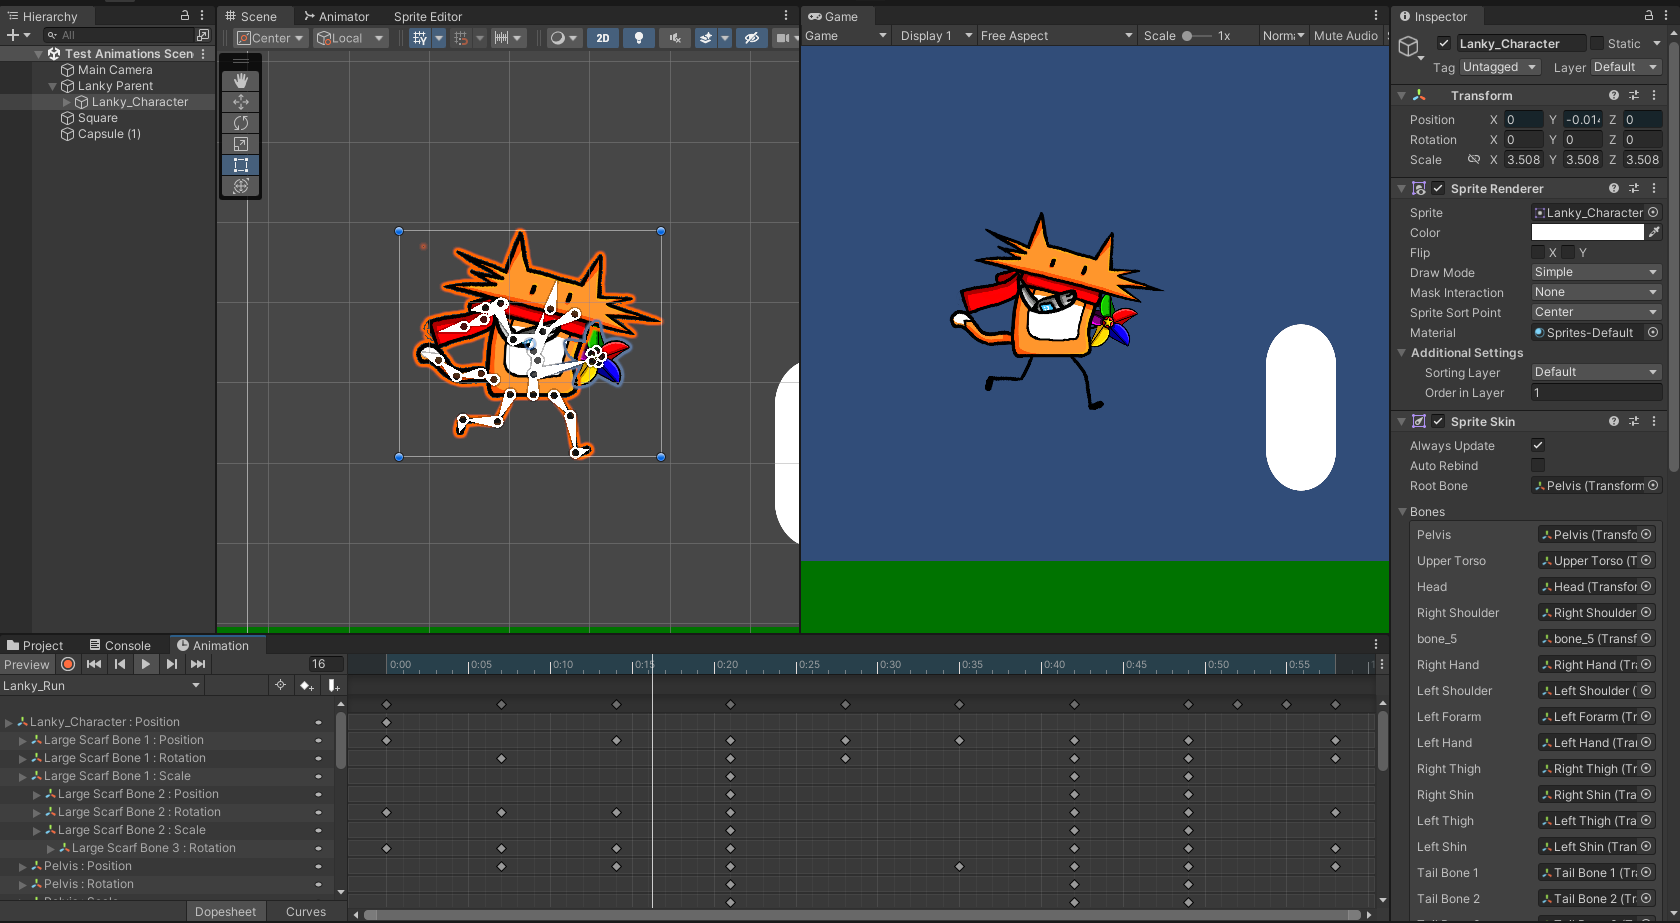 Hierarchy
All
Test Animations Scen
Main Camera
Lanky Parent
Lanky_Character
Square
Capsule (1)
Scene
Animator
Sprite Editor
Center
Local
2D
Game
Game
Display 1
Free Aspect
Scale
1x
Norm:
Mute Audio
Inspector
Lanky_Character
Static
Tag
Untagged
Layer
Default
Transform
Position X 0 Y -0.01 Z 0
Rotation X 0 Y 0 Z 0
Scale X 3.508 Y 3.508 Z 3.508
Sprite Renderer
Sprite
Lanky_Character
Color
Flip
X
Y
Draw Mode
Simple
Mask Interaction
None
Sprite Sort Point
Center
Material
Sprites-Default
Additional Settings
Sorting Layer
Default
Order in Layer
1
Sprite Skin
Always Update
Auto Rebind
Root Bone
Pelvis (Transform
Bones
Pelvis
Pelvis (Transfo
Upper Torso
Upper Torso (T
Head
Head (Transfor
Right Shoulder
Right Shoulder
bone_5
bone_5 (Transf
Right Hand
Right Hand (Tr
Left Shoulder
Left Shoulder (
Left Forarm
Left Forarm (Tr
Left Hand
Left Hand (Tra
Right Thigh
Right Thigh (Tr
Right Shin
Right Shin (Tra
Left Thigh
Left Thigh (Tra
Left Shin
Left Shin (Tran
Tail Bone 1
Tail Bone 1 (Tr
Tail Bone 2
Tail Bone 2 (Tr
Project
Console
Animation
Preview
16
0:00
0:05
0:10
0:15
0:20
0:25
0:30
0:35
0:40
0:45
0:50
0:55
Lanky_Run
Lanky_Character : Position
Large Scarf Bone 1 : Position
Large Scarf Bone 1 : Rotation
Large Scarf Bone 1 : Scale
Large Scarf Bone 2 : Position
Large Scarf Bone 2 : Rotation
Large Scarf Bone 2 : Scale
Large Scarf Bone 3 : Rotation
Pelvis : Position
Pelvis : Rotation
Dopesheet
Curves